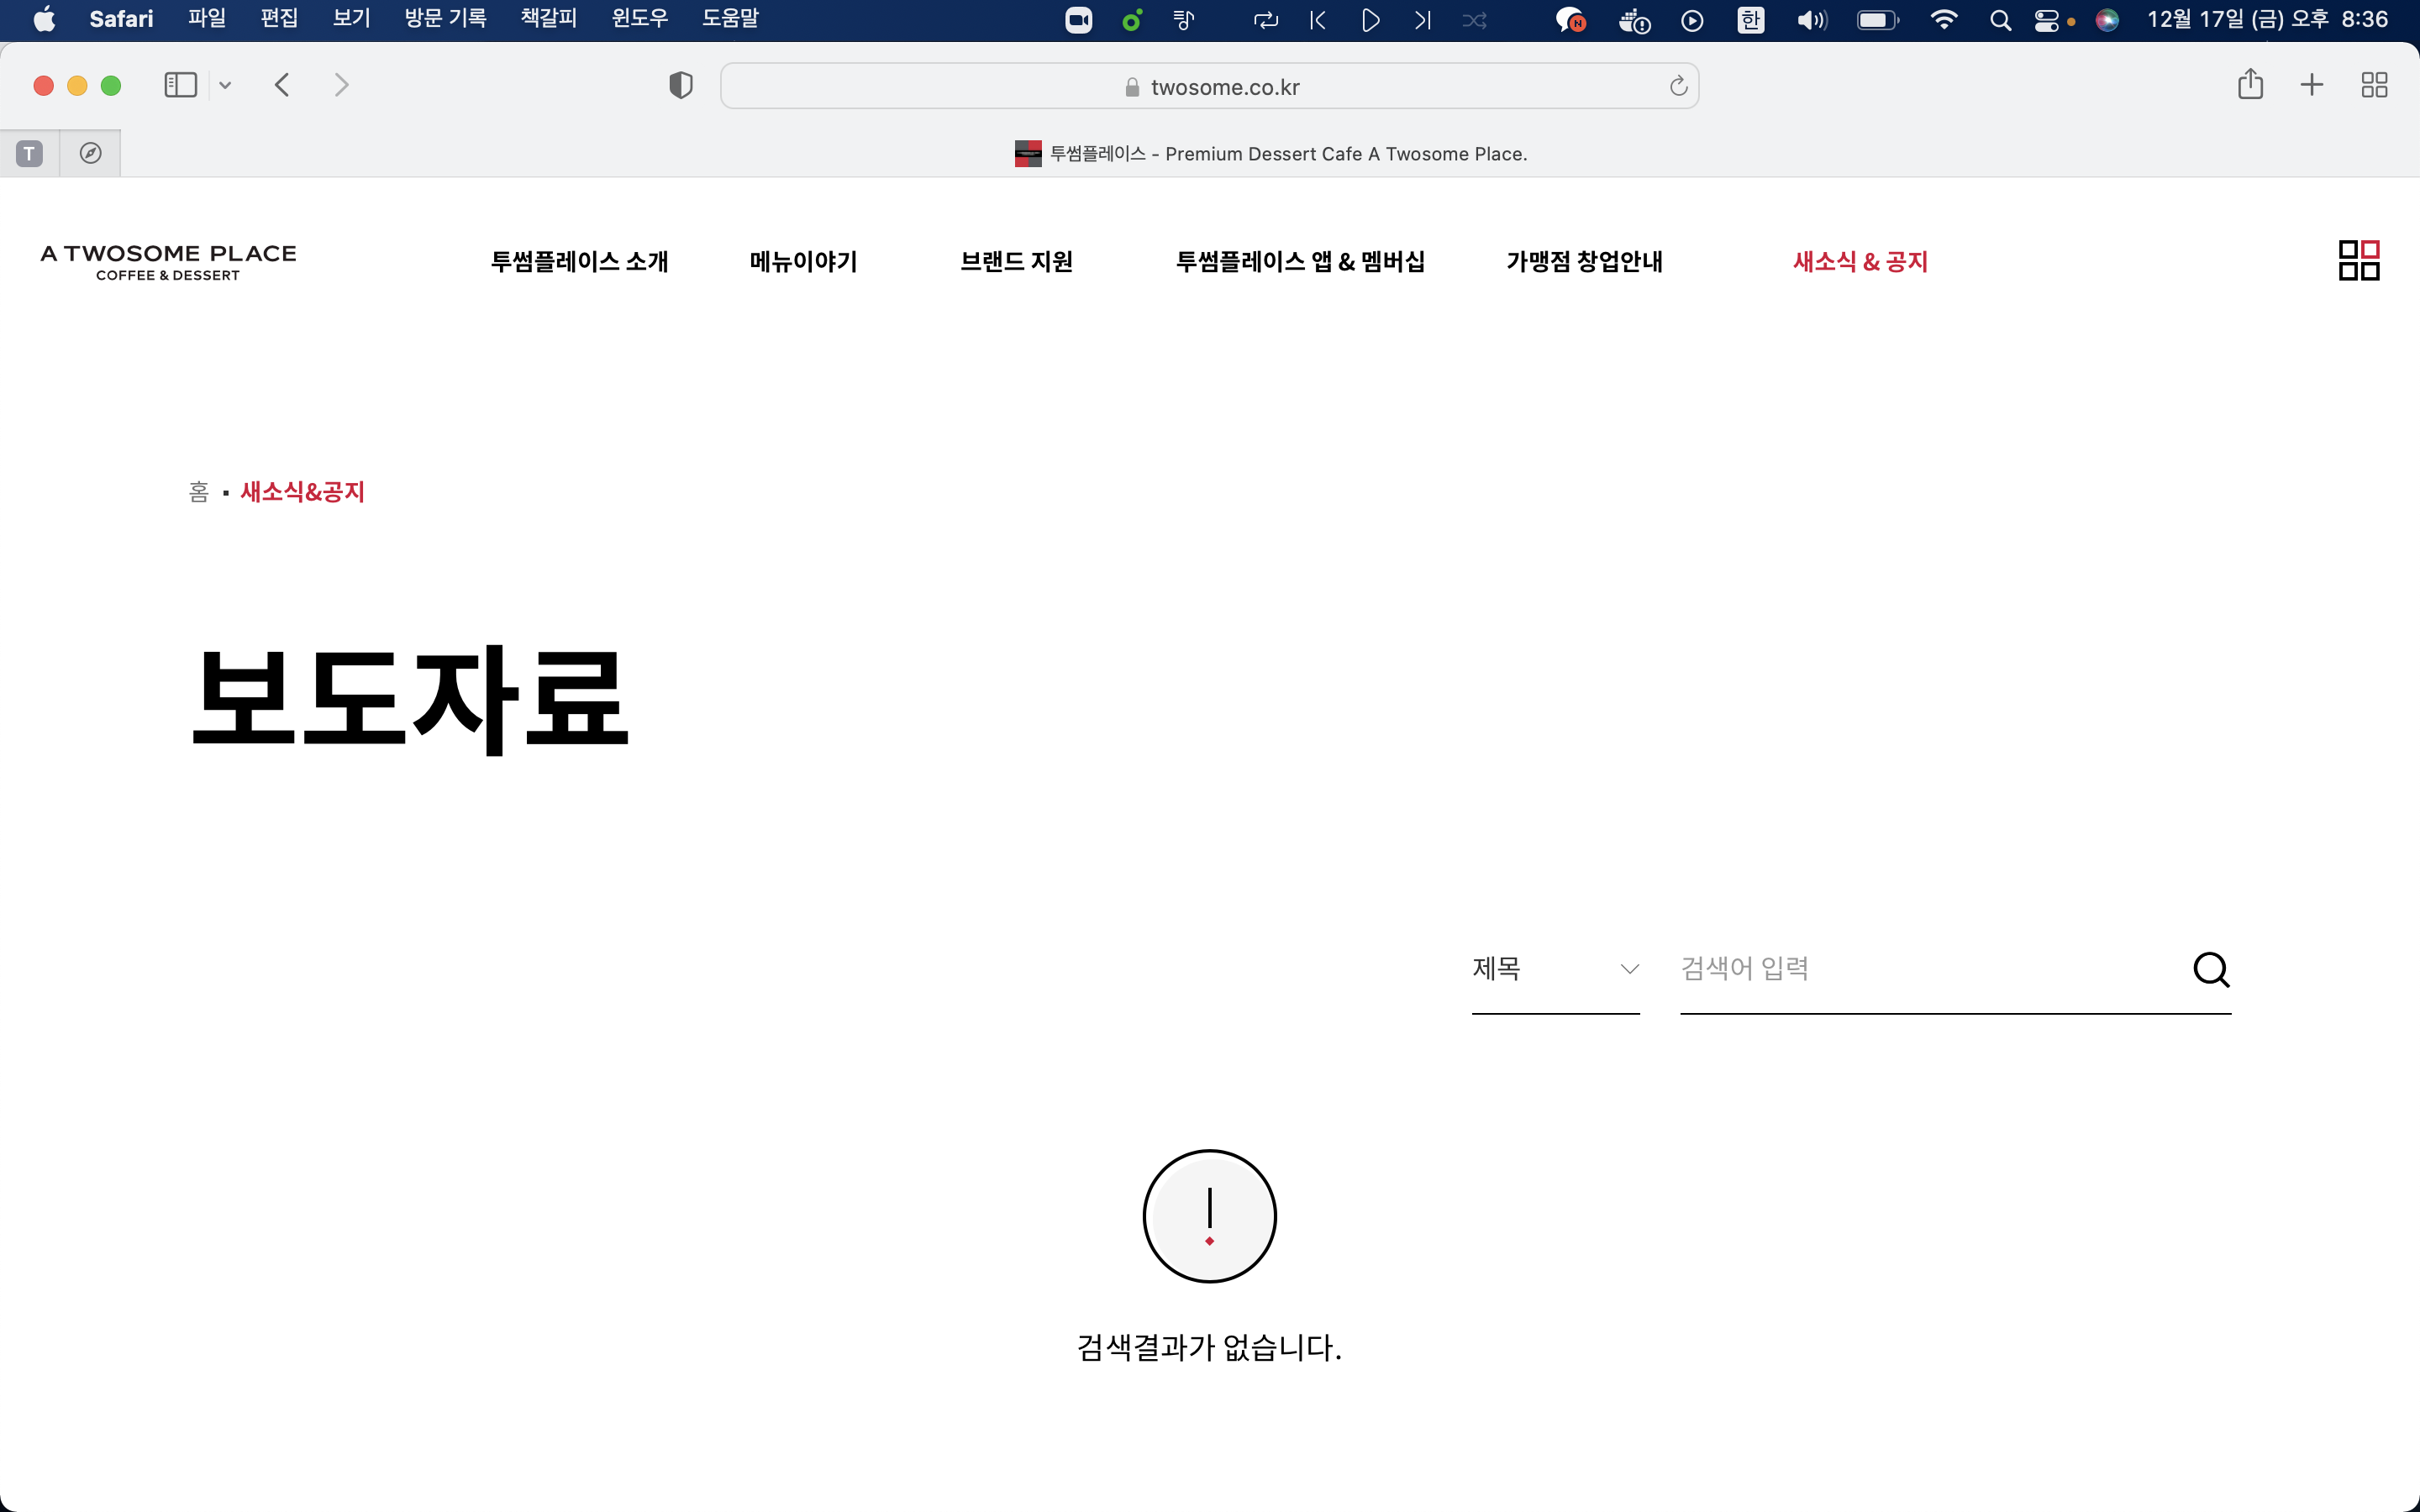 Safari 파일 편집 보기 방문 기록 책갈피 윈도우 도움말 N 한 12월 17일 (금) 오후 8:36
twosome.co.kr
T 투썸플레이스 - Premium Dessert Cafe A Twosome Place.
A TWOSOME PLACE
COFFEE & DESSERT
투썸플레이스 소개 메뉴이야기 브랜드 지원 투썸플레이스 앱 & 멤버십 가맹점 창업안내 새소식 & 공지
홈 ▪ 새소식&공지
보도자료
제목 검색어 입력
검색결과가 없습니다.